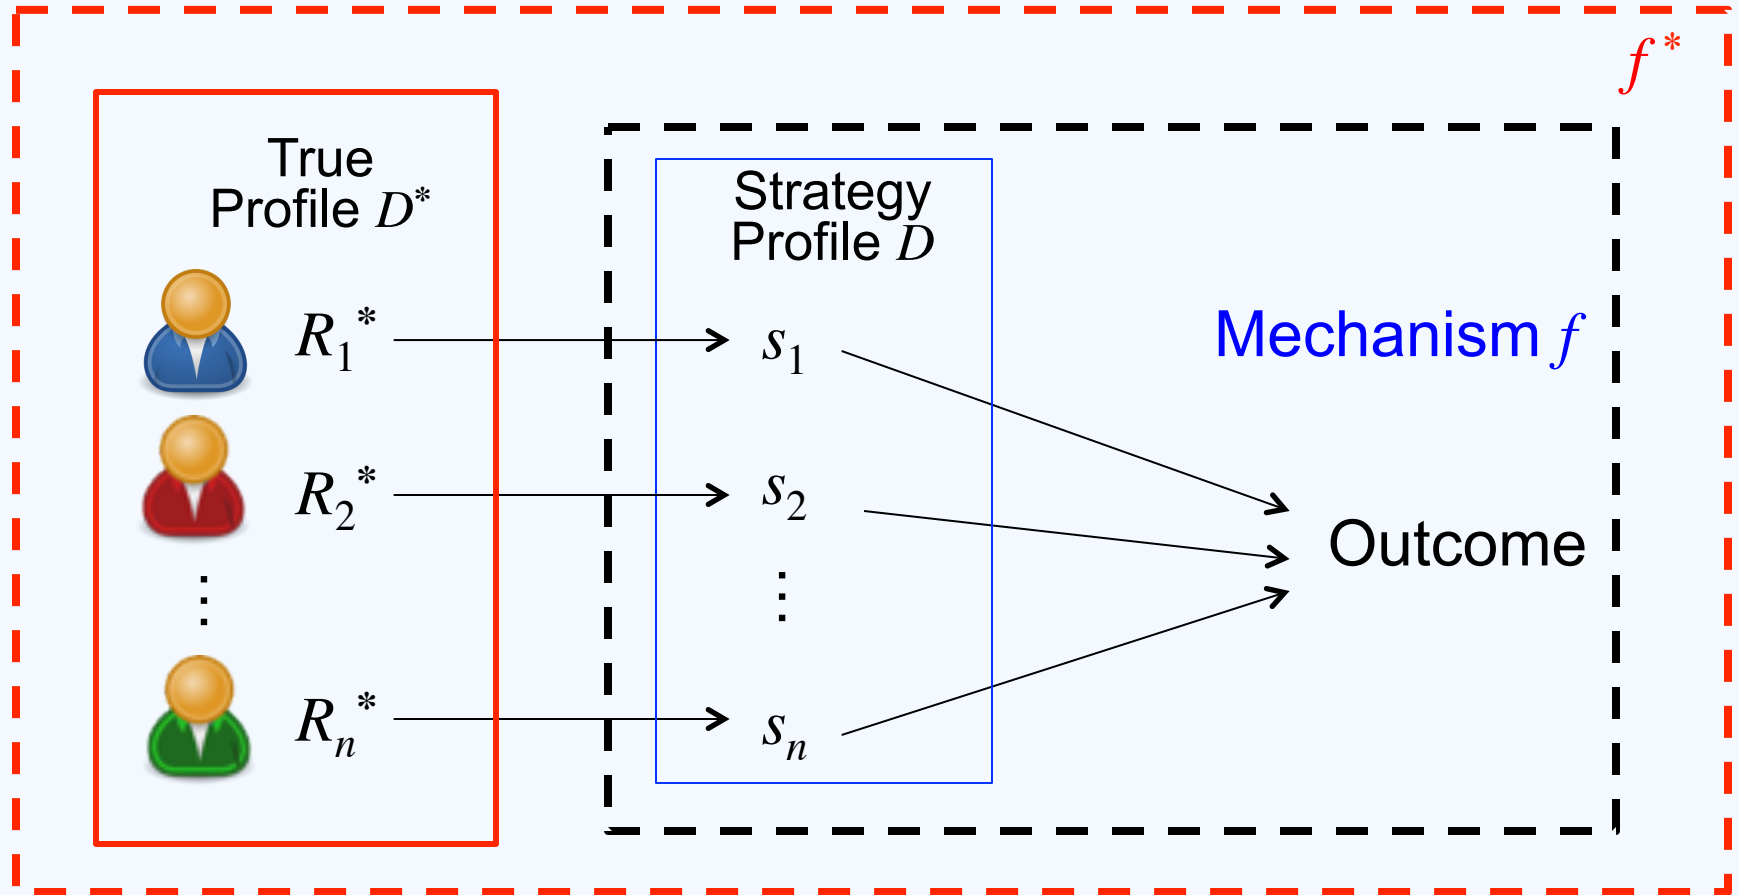 f*
True
Profile D*
Strategy
Profile D
R₁*
s₁
Mechanism f
R₂*
s₂
Outcome
⋮
⋮
Rₙ*
sₙ